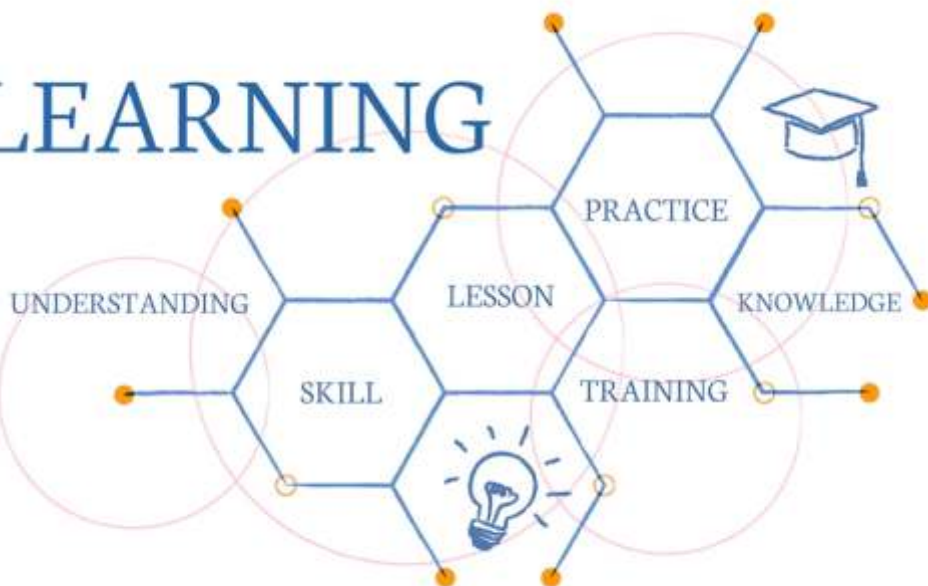 LEARNING
PRACTICE
UNDERSTANDING
LESSON
KNOWLEDGE
SKILL
TRAINING